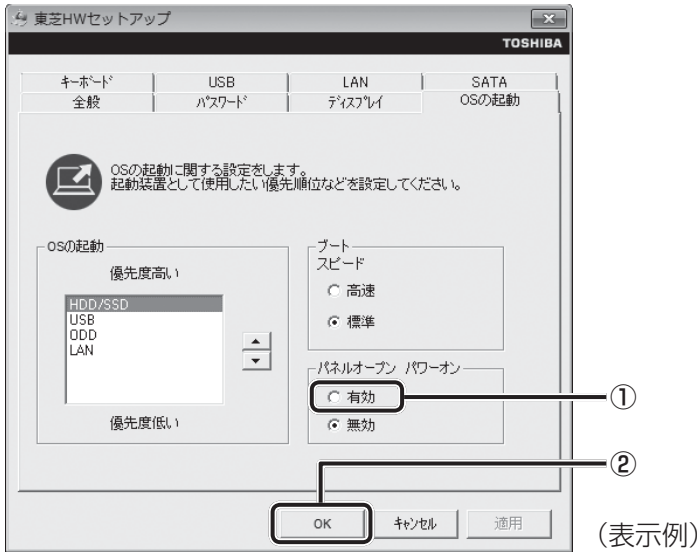 東芝HWセットアップ
TOSHIBA
キーボード USB LAN SATA
全般 パスワード ディスプレイ OSの起動
OSの起動に関する設定をします。
起動装置として使用したい優先順位などを設定してください。
OSの起動
優先度高い
HDD/SSD
USB
ODD
LAN
優先度低い
ブート
スピード
高速
標準
パネルオープン パワーオン
有効
無効
①
②
OK キャンセル 適用
（表示例）